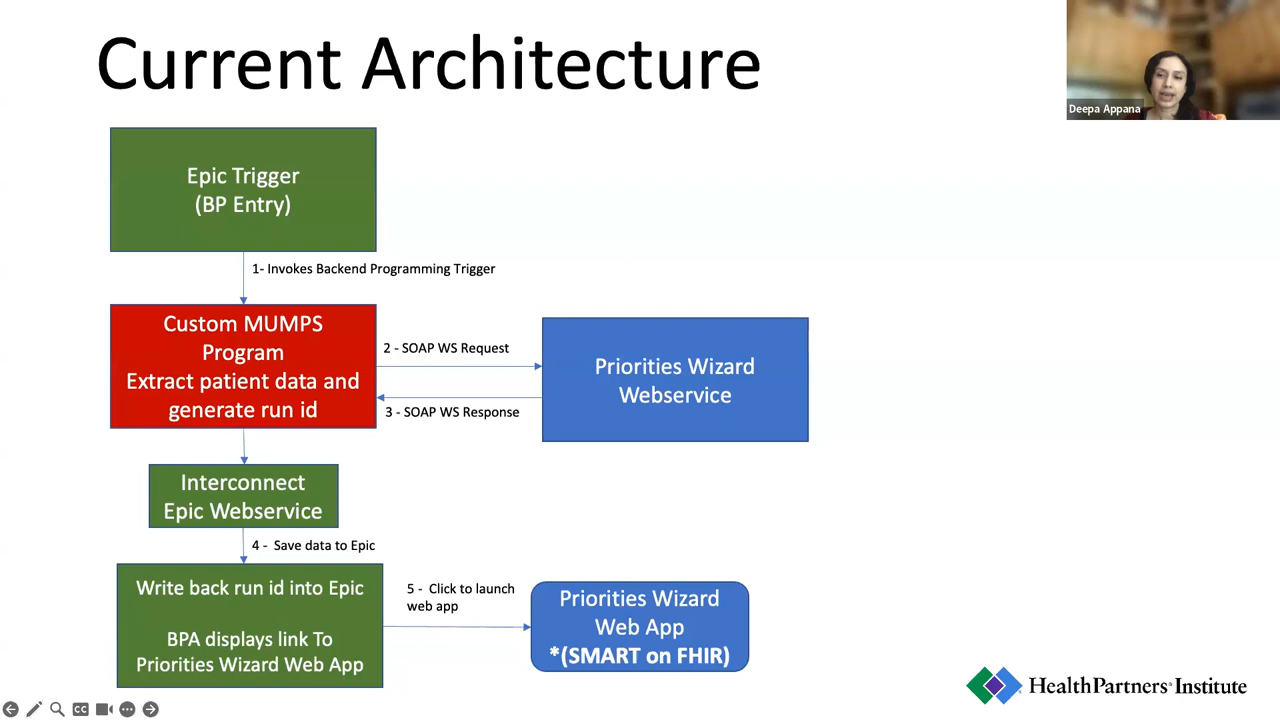 Current Architecture
Deepa Appana
Epic Trigger
(BP Entry)
1- Invokes Backend Programming Trigger
Custom MUMPS
Program
Extract patient data and
generate run id
2 - SOAP WS Request
3 - SOAP WS Response
Priorities Wizard
Webservice
Interconnect
Epic Webservice
4 - Save data to Epic
Write back run id into Epic
BPA displays link To
Priorities Wizard Web App
5 - Click to launch
web app
Priorities Wizard
Web App
*(SMART on FHIR)
HealthPartners Institute
CC